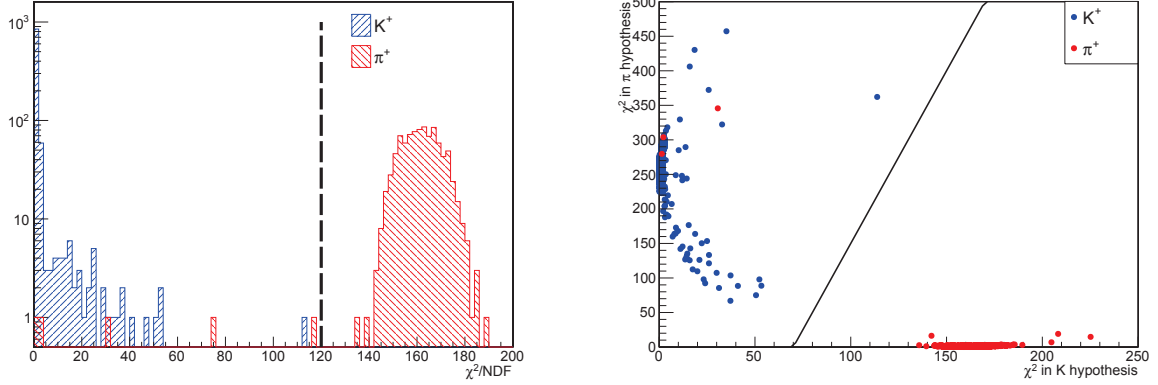 10³
10²
10
1
K⁺
π⁺
0 20 40 60 80 100 120 140 160 180 200
χ²/NDF
χ² in π hypothesis
500
450
400
350
300
250
200
150
100
50
0
K⁺
π⁺
0 50 100 150 200 250
χ² in K hypothesis